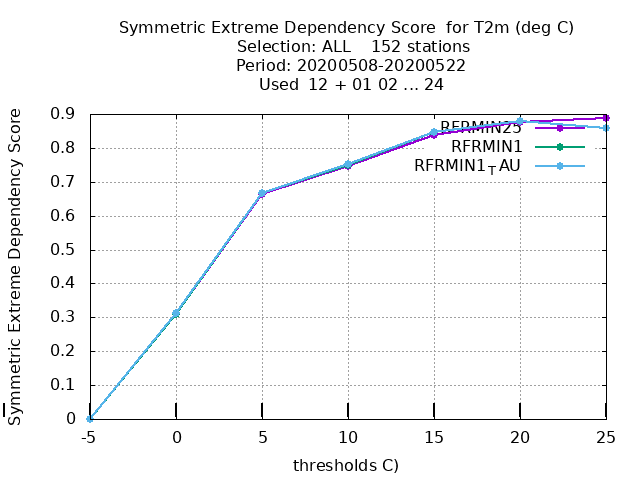 Symmetric Extreme Dependency Score for T2m (deg C)
Selection: ALL 152 stations
Period: 20200508-20200522
Used 12 + 01 02 ... 24
Symmetric Extreme Dependency Score
0.9
0.8
0.7
0.6
0.5
0.4
0.3
0.2
0.1
0
RFRMIN25
RFRMIN1
RFRMIN1TAU
-5
0
5
10
15
20
25
thresholds C)